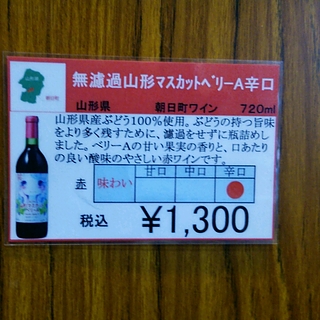 無濾過山形マスカットベリーA辛口
山形県 朝日町ワイン 720ml
山形県産ぶどう100%使用。ぶどうの持つ旨味
をより多く残すために、濾過をせずに瓶詰めし
ました。ベリーAの甘い果実の香りと、口あたり
の良い酸味のやさしい赤ワインです。
甘口 中口 辛口
赤 味わい ●
税込 ¥1,300